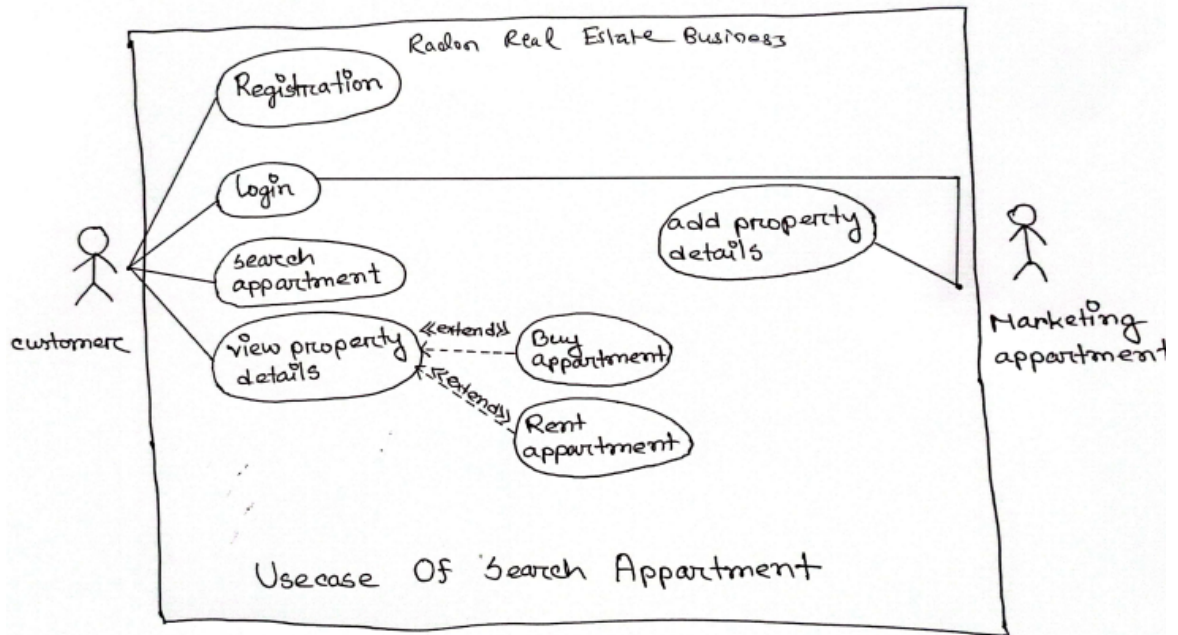 Radon Real Estate Business
Registration
Login
add property
details
search
appartment
customer
view property
details
<<extend>>
Buy
appartment
<<extend>>
Rent
appartment
Marketing
appartment
Usecase Of Search Appartment